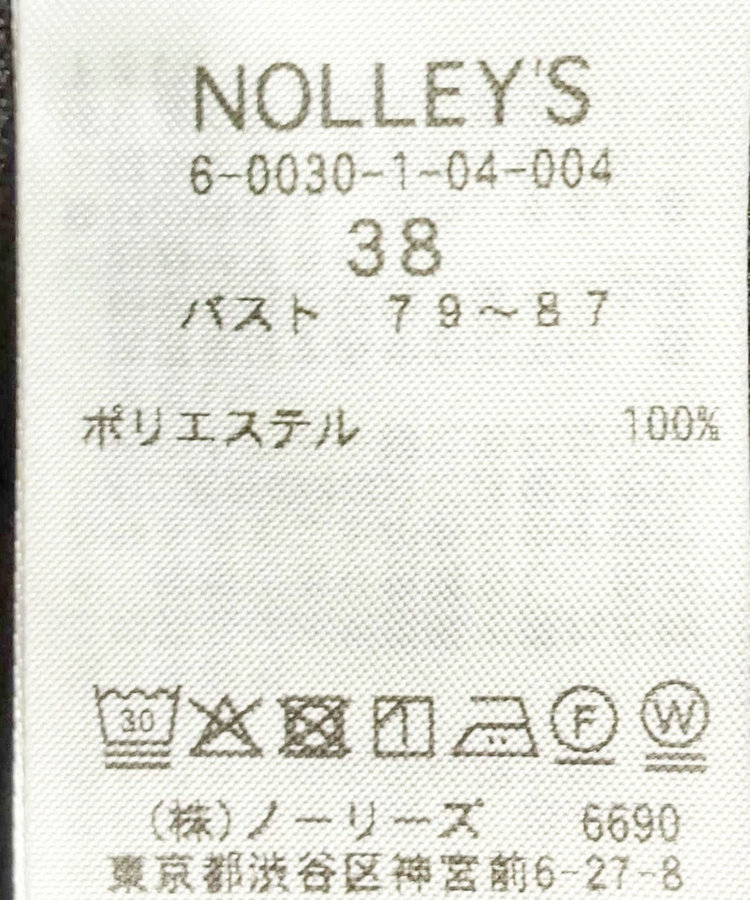 NOLLEY'S
6-0030-1-04-004
38
バスト 79〜87
ポリエステル 100%
30 F W
(株)ノーリーズ 6690
東京都渋谷区神宮前6-27-8